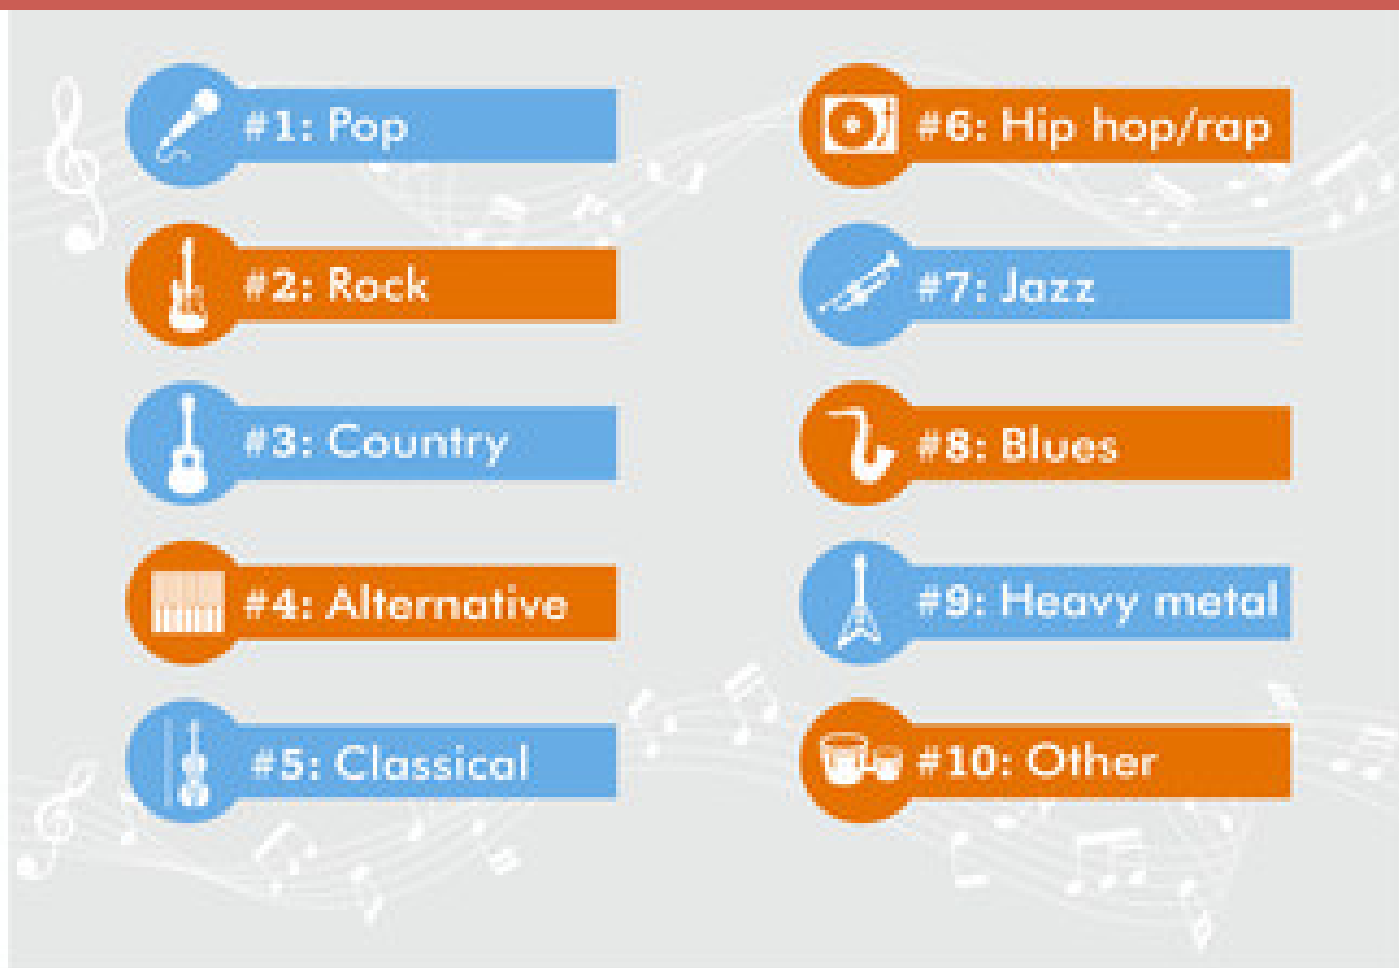 #1: Pop
#2: Rock
#3: Country
#4: Alternative
#5: Classical
#6: Hip hop/rap
#7: Jazz
#8: Blues
#9: Heavy metal
#10: Other